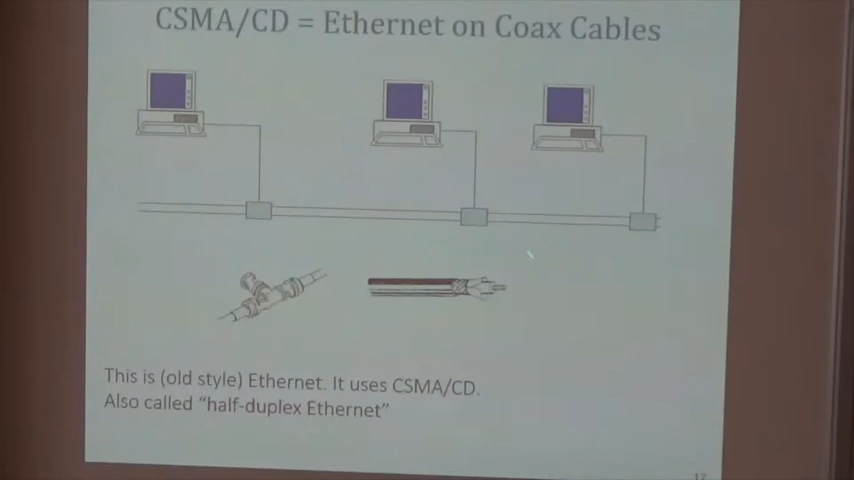 CSMA/CD = Ethernet on Coax Cables
This is (old style) Ethernet. It uses CSMA/CD.
Also called “half-duplex Ethernet”
17